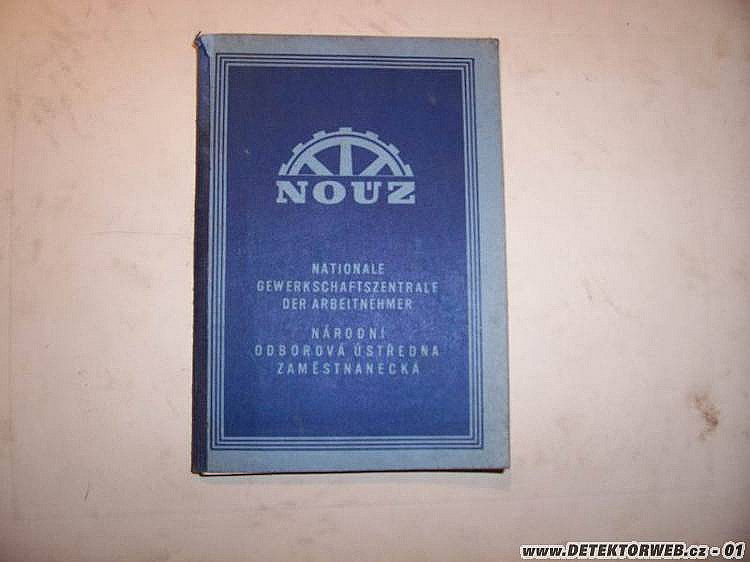 NOÚZ
NATIONALE
GEWERKSCHAFTSZENTRALE
DER ARBEITNEHMER
NÁRODNÍ
ODBOROVÁ ÚSTŘEDNA
ZAMĚSTNANECKÁ
www.DETEKTORWEB.cz - 01